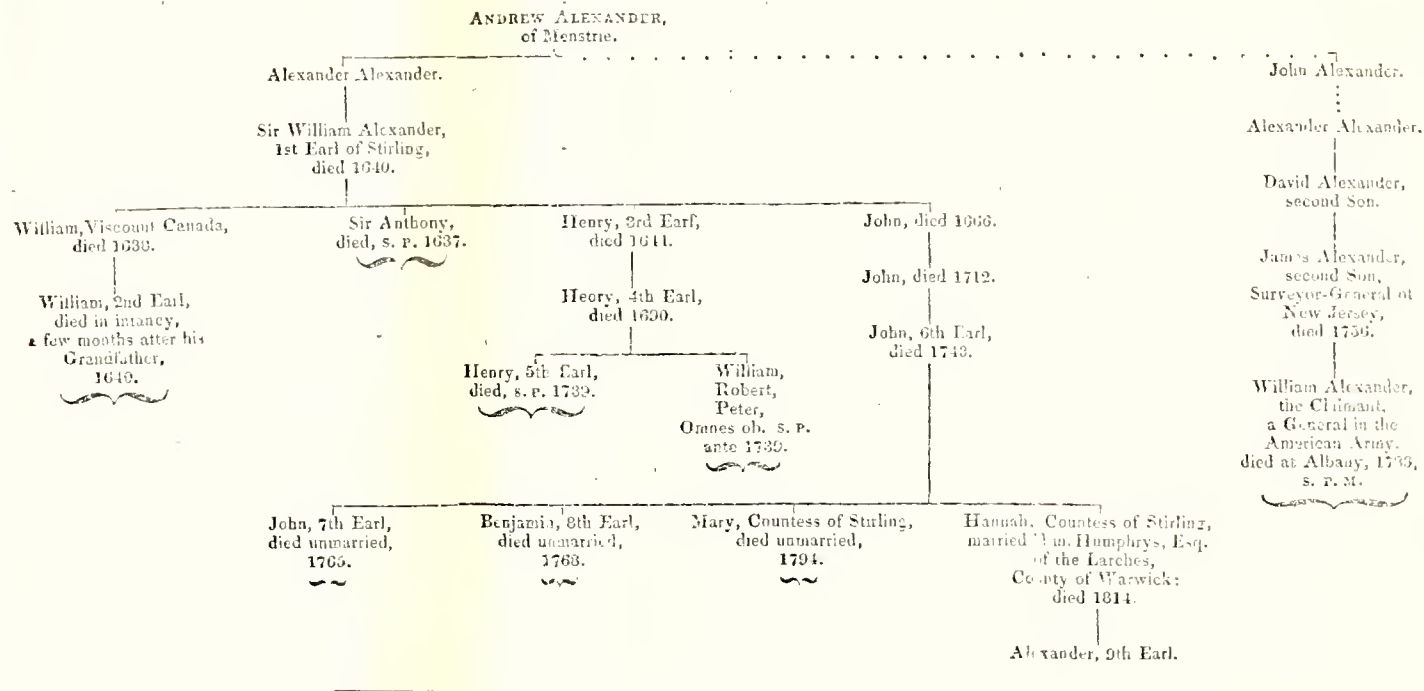 ANDREW ALEXANDER,
of Menstrie.
Alexander Alexander.
John Alexander.
Sir William Alexander,
1st Earl of Stirling,
died 1640.
Alexander Alexander.
David Alexander,
second Son.
William, Viscount Canada,
died 1638.
Sir Anthony,
died, S. P. 1637.
Henry, 3rd Earl,
died 1641.
John, died 1666.
James Alexander,
second Son,
Surveyor-General of
New Jersey,
died 1756.
William, 2nd Earl,
died in infancy,
a few months after his
Grandfather,
1640.
Henry, 4th Earl,
died 1690.
John, died 1712.
John, 6th Earl,
died 1743.
Henry, 5th Earl,
died, S. P. 1739.
William,
Robert,
Peter,
Omnes ob. S. P.
ante 1739.
William Alexander,
the Claimant,
a General in the
American Army,
died at Albany, 1783,
S. P. M.
John, 7th Earl,
died unmarried,
1765.
Benjamin, 8th Earl,
died unmarried,
1768.
Mary, Countess of Stirling,
died unmarried,
1794.
Hannah, Countess of Stirling,
married Wm. Humphrys, Esq.
of the Larches,
County of Warwick:
died 1814.
Alexander, 9th Earl.